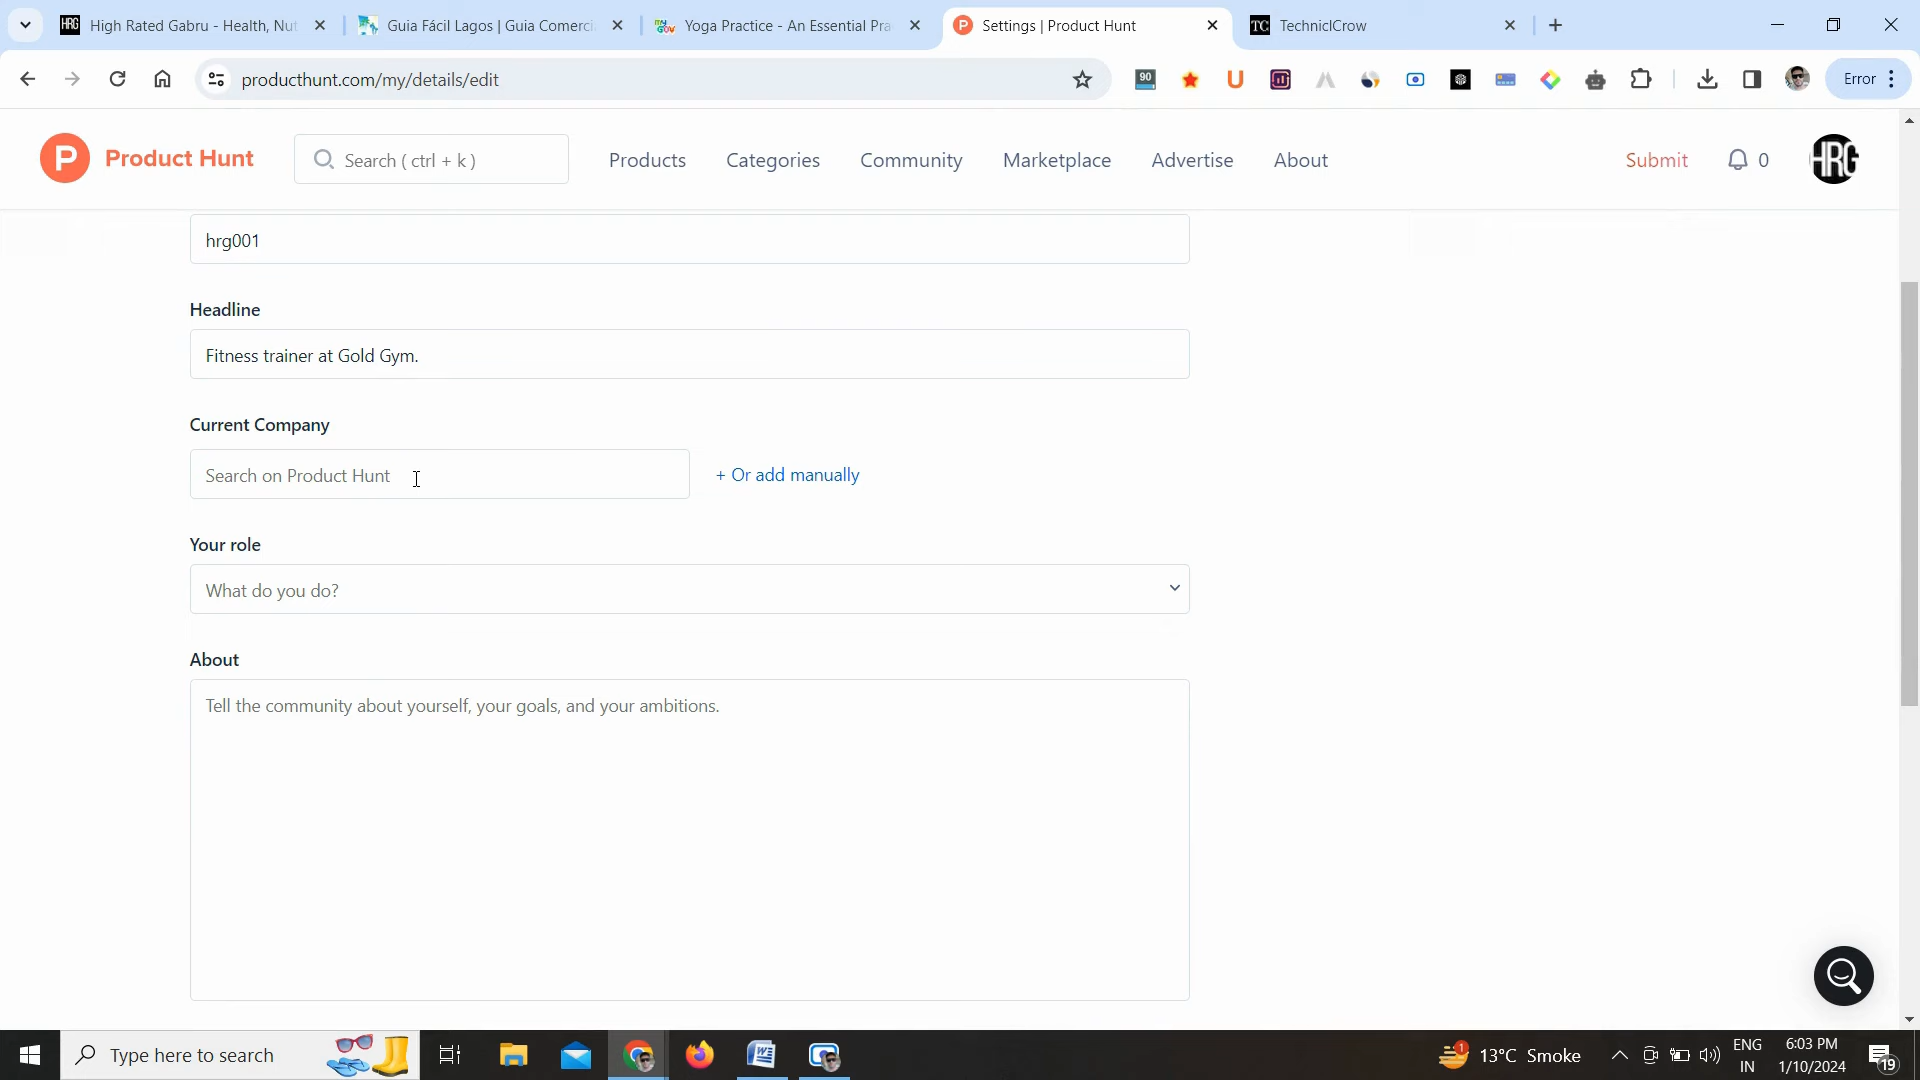 High Rated Gabru - Health, Nut
Guia Fácil Lagos | Guia Comerci
Yoga Practice - An Essential Pra
Settings | Product Hunt
TechniclCrow
producthunt.com/my/details/edit
90
Error
Product Hunt
Search ( ctrl + k )
Products
Categories
Community
Marketplace
Advertise
About
Submit
0
HRG
hrg001
Headline
Fitness trainer at Gold Gym.
Current Company
Search on Product Hunt
+ Or add manually
Your role
What do you do?
About
Tell the community about yourself, your goals, and your ambitions.
Type here to search
1
13°C Smoke
ENG
IN
6:03 PM
1/10/2024
19